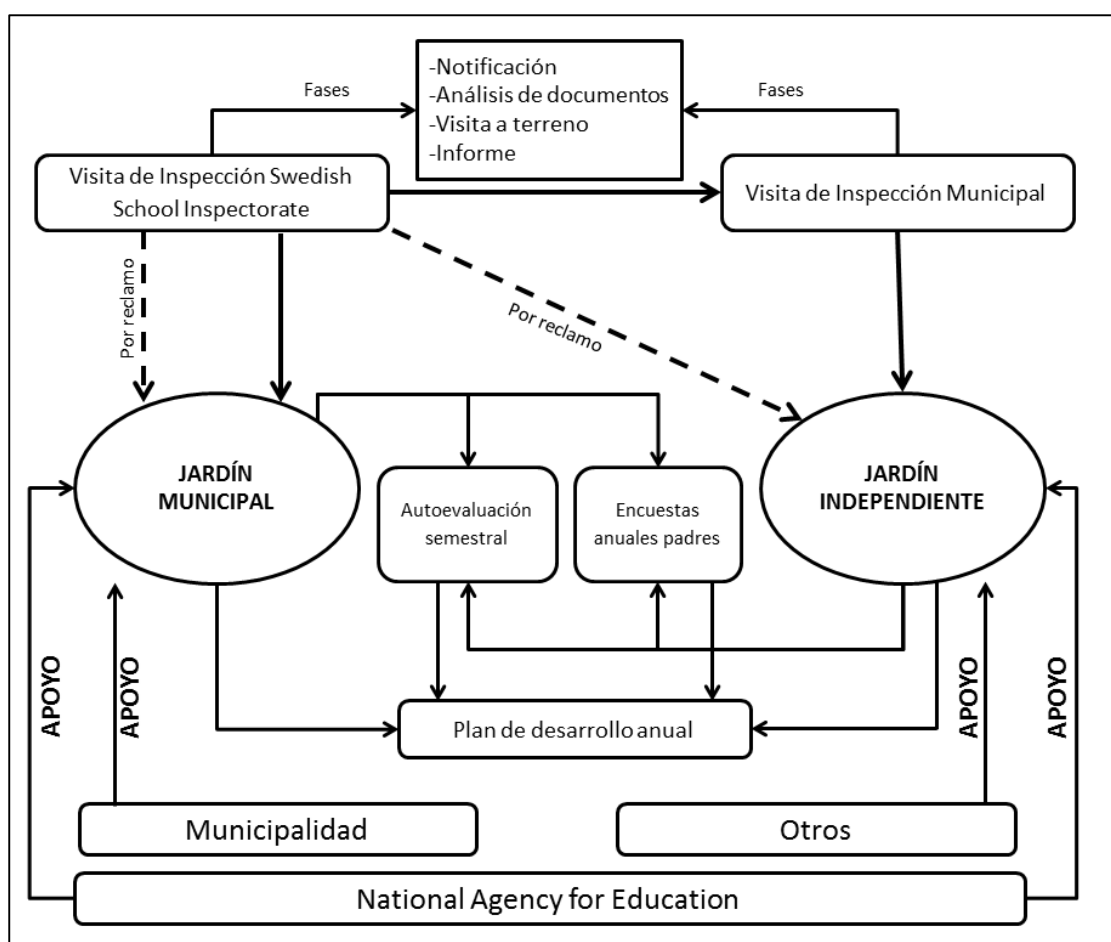 -Notificación
-Análisis de documentos
-Visita a terreno
-Informe
Fases
Fases
Visita de Inspección Swedish
School Inspectorate
Visita de Inspección Municipal
Por reclamo
Por reclamo
JARDÍN
MUNICIPAL
JARDÍN
INDEPENDIENTE
Autoevaluación
semestral
Encuestas
anuales padres
APOYO
APOYO
APOYO
APOYO
Plan de desarrollo anual
Municipalidad
Otros
National Agency for Education